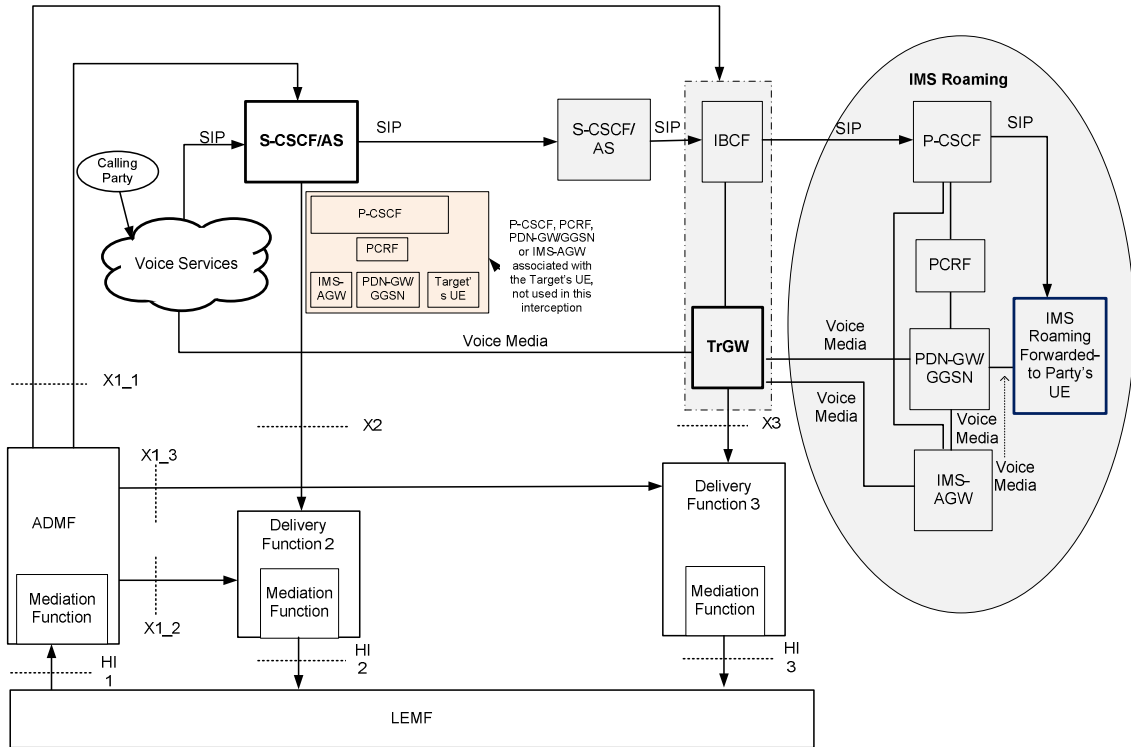 IMS Roaming
S-CSCF/AS
SIP
SIP
S-CSCF/
AS
SIP
IBCF
SIP
P-CSCF
SIP
Calling
Party
Voice Services
P-CSCF
PCRF
IMS-
AGW
PDN-GW/
GGSN
Target'
s UE
P-CSCF, PCRF,
PDN-GW/GGSN
or IMS-AGW
associated with
the Target's UE,
not used in this
interception
PCRF
Voice Media
TrGW
Voice
Media
PDN-GW/
GGSN
IMS
Roaming
Forwarded-
to Party's
UE
Voice
Media
Voice
Media
Voice
Media
IMS-
AGW
X1_1
X2
X3
X1_3
ADMF
Mediation
Function
X1_2
Delivery
Function 2
Mediation
Function
Delivery
Function 3
Mediation
Function
HI
1
HI
2
HI
3
LEMF